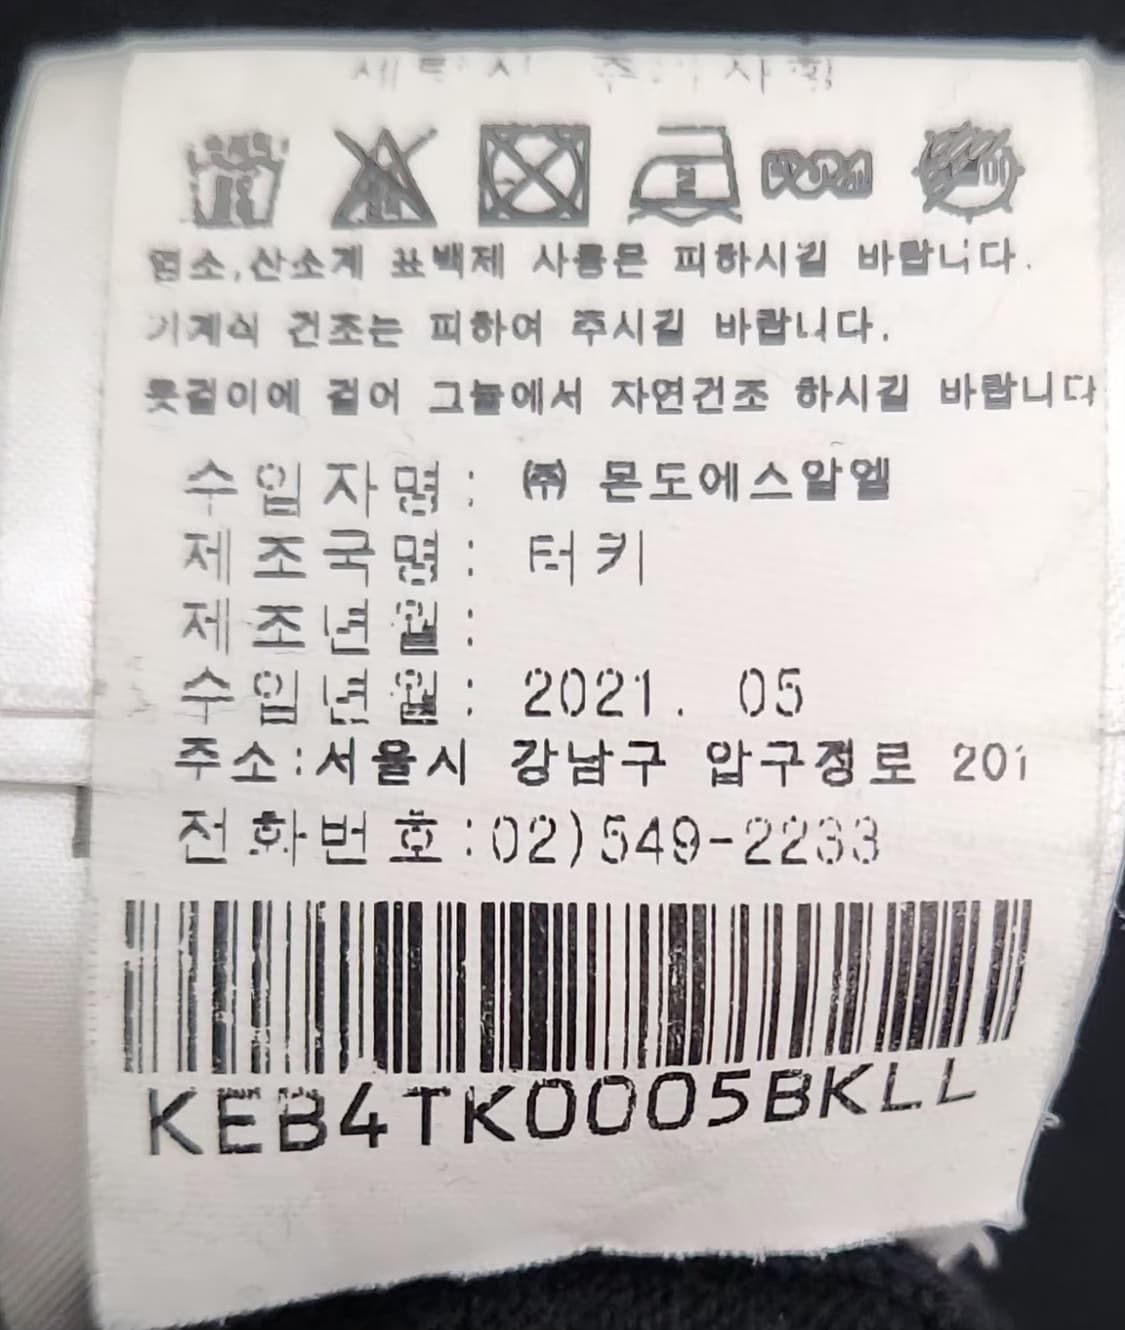 염소,산소계 표백제 사용은 피하시길 바랍니다.
기계식 건조는 피하여 주시길 바랍니다.
옷걸이에 걸어 그늘에서 자연건조 하시길 바랍니다
수입자명 : ㈜ 몬도에스알엘
제조국명 : 터키
제조년월 :
수입년월 : 2021. 05
주소:서울시 강남구 압구정로 201
전화번호:02)549-2233
KEB4TK0005BKLL